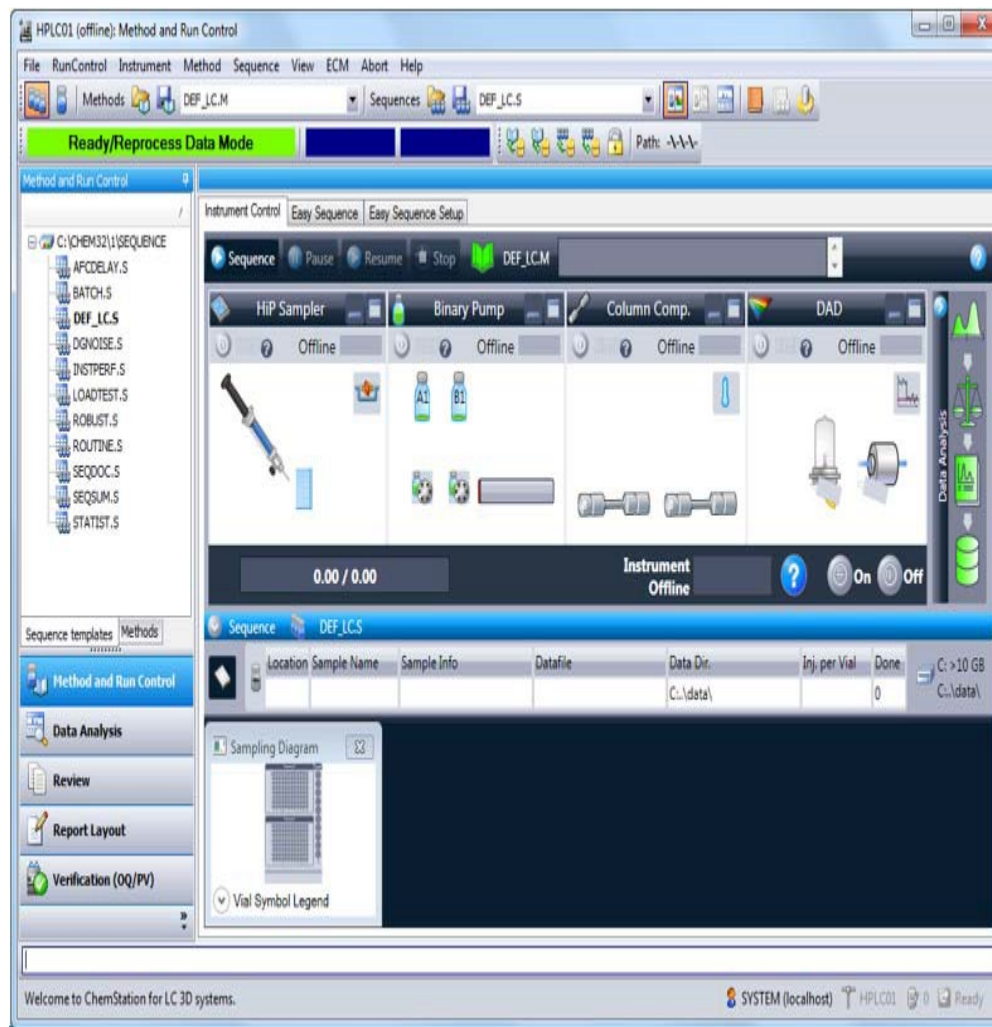 HPLC01 (offline): Method and Run Control
File RunControl Instrument Method Sequence View ECM Abort Help
Methods DEF_LC.M Sequences DEF_LC.S
Ready/Reprocess Data Mode Path:
Method and Run Control
Instrument Control Easy Sequence Easy Sequence Setup
C:\CHEM32\1\SEQUENCE
AFCDELAY.S
BATCH.S
DEF_LC.S
DGNOISE.S
INSTPERF.S
LOADTEST.S
ROBUST.S
ROUTINE.S
SEQDOC.S
SEQSUM.S
STATIST.S
Sequence templates Methods
Method and Run Control
Data Analysis
Review
Report Layout
Verification (OQ/PV)
Sequence Pause Resume Stop DEF_LC.M
HiP Sampler Binary Pump Column Comp. DAD
Offline Offline Offline Offline
A1 B1
Data Analysis
0.00 / 0.00 Instrument Offline On Off
Sequence DEF_LC.S
Location Sample Name Sample Info Datafile Data Dir. Inj. per Vial Done C: >10 GB
C:..\data\ 0 C:..\data\
Sampling Diagram
Vial Symbol Legend
Welcome to ChemStation for LC 3D systems. SYSTEM (localhost) HPLC01 0 Ready